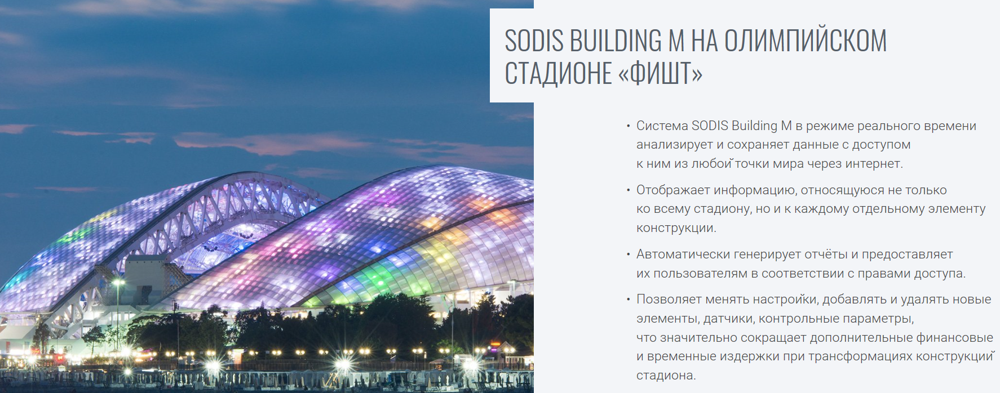 SODIS BUILDING M НА ОЛИМПИЙСКОМ
СТАДИОНЕ «ФИШТ»
• Система SODIS Building M в режиме реального времени
анализирует и сохраняет данные с доступом
к ним из любой точки мира через интернет.
• Отображает информацию, относящуюся не только
ко всему стадиону, но и к каждому отдельному элементу
конструкции.
• Автоматически генерирует отчёты и предоставляет
их пользователям в соответствии с правами доступа.
• Позволяет менять настройки, добавлять и удалять новые
элементы, датчики, контрольные параметры,
что значительно сокращает дополнительные финансовые
и временные издержки при трансформациях конструкций
стадиона.